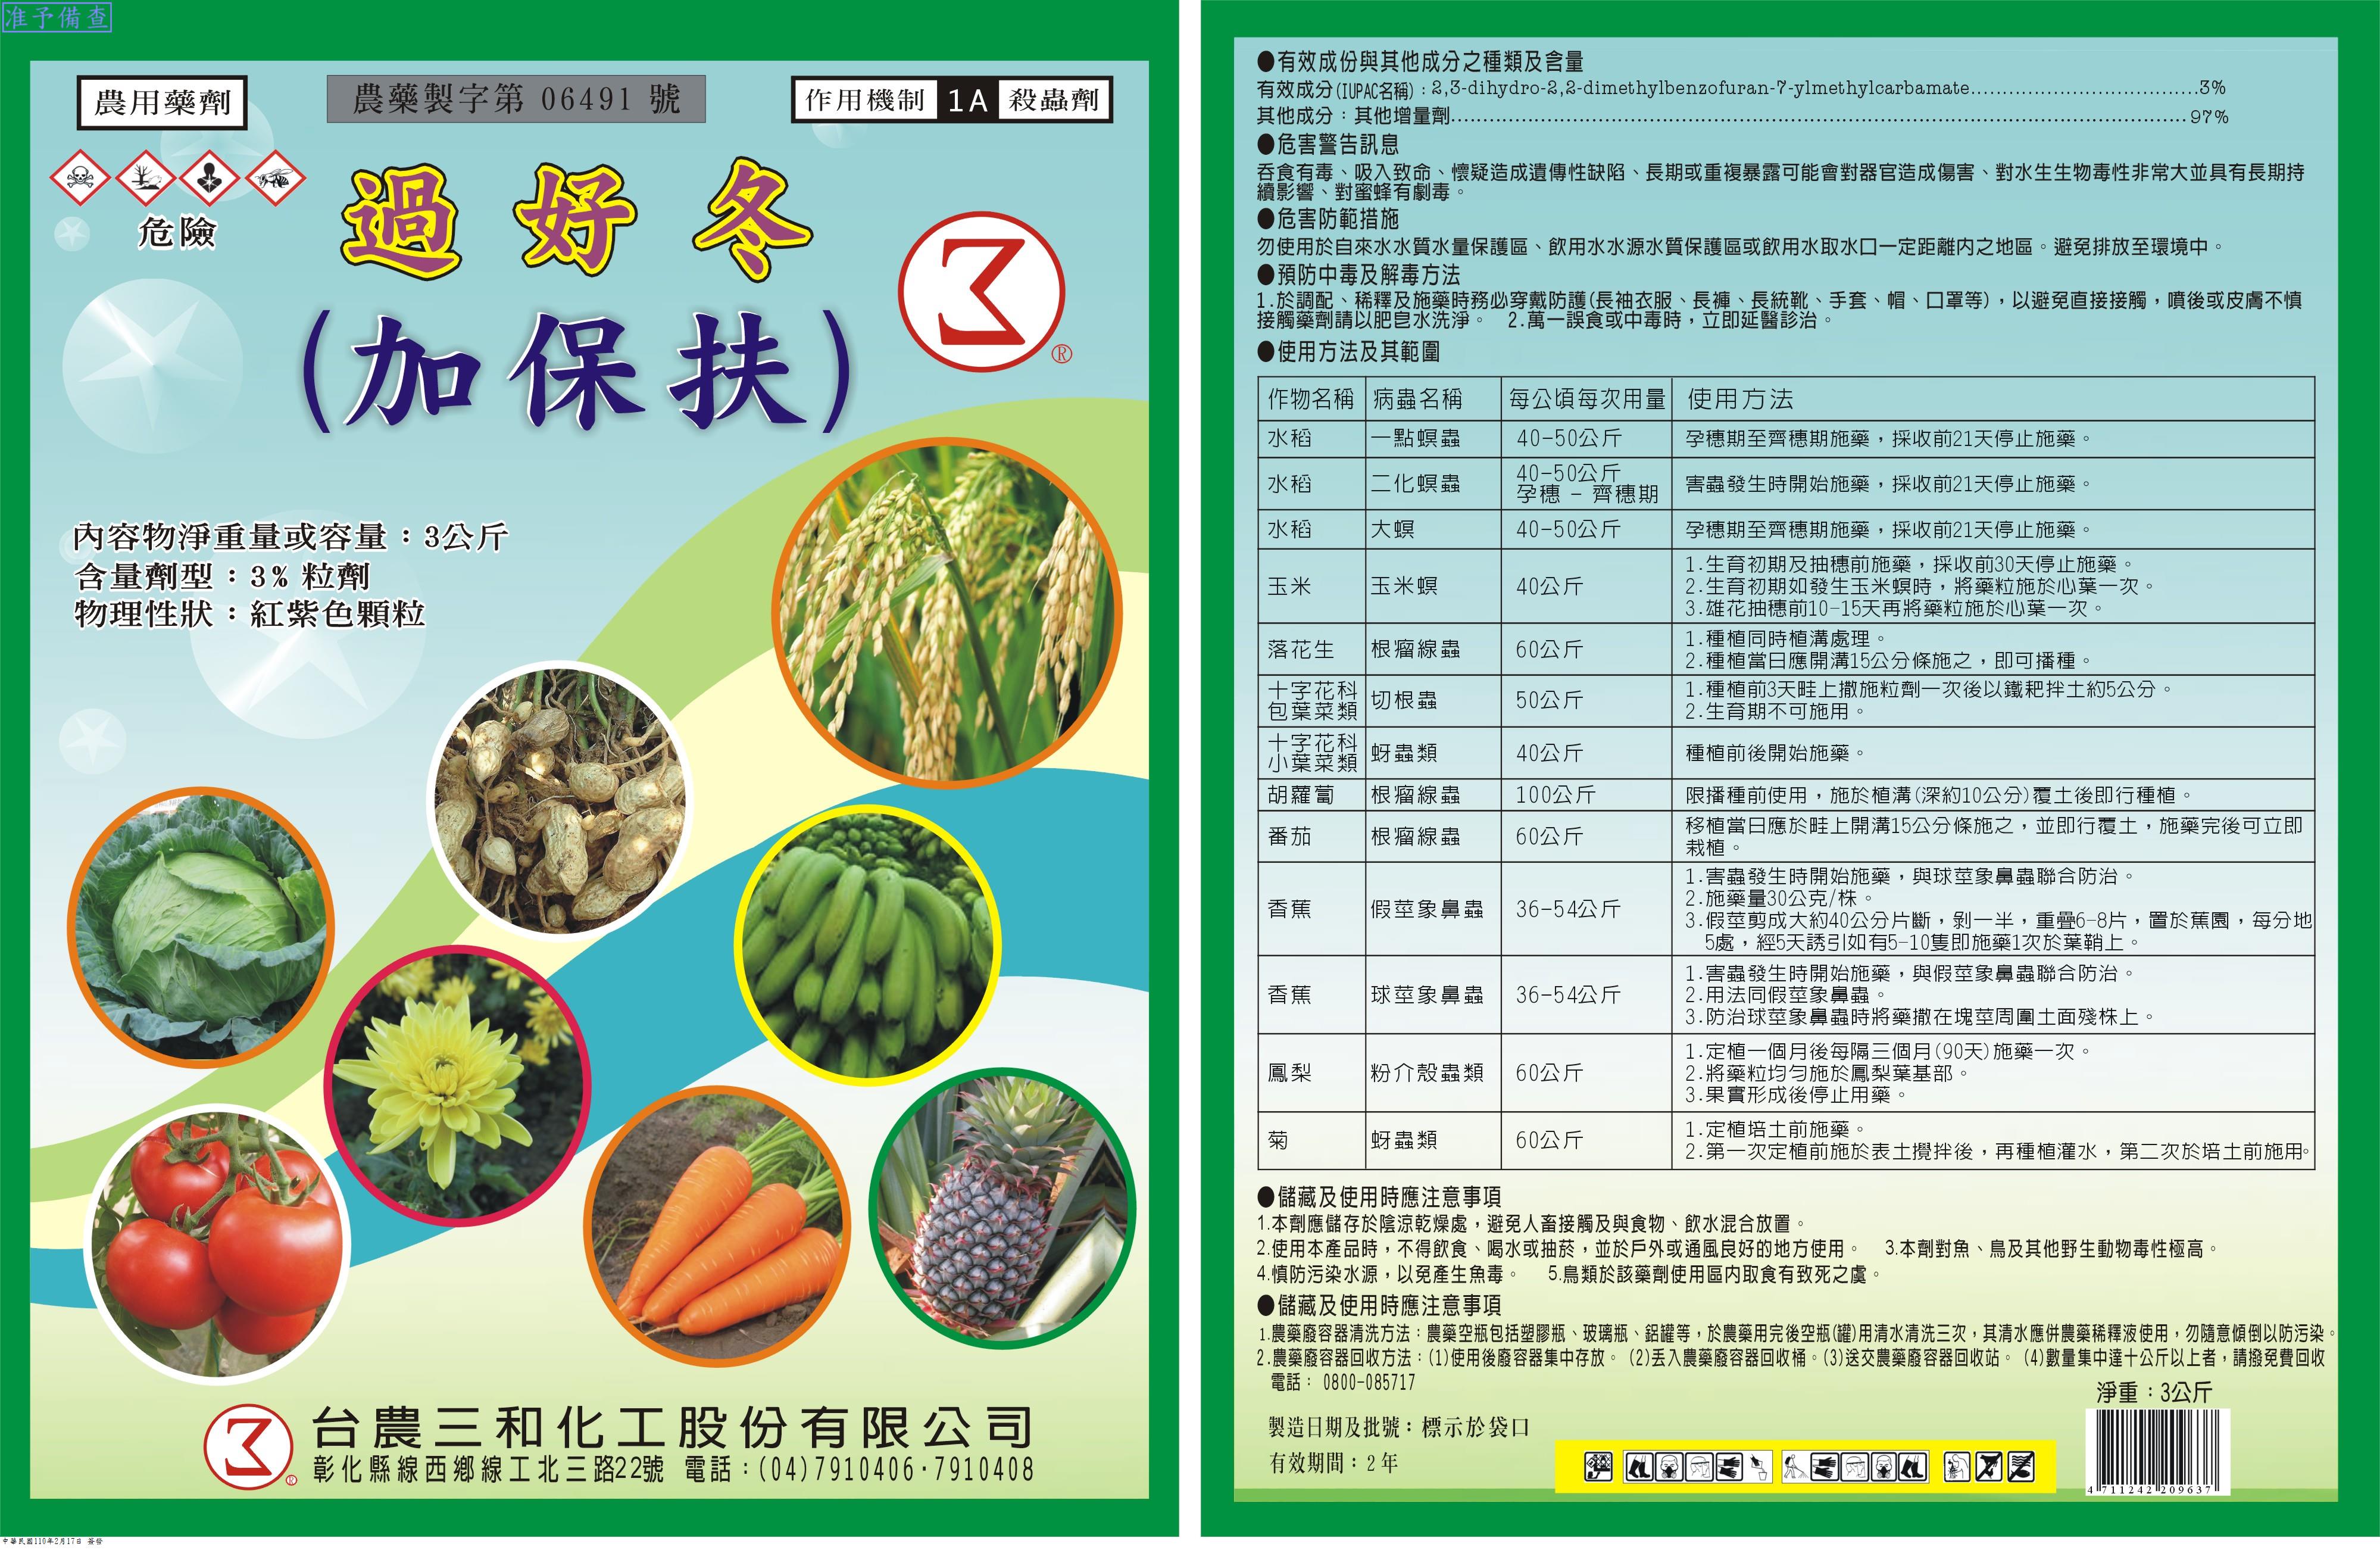 准予備查
農用藥劑
農藥製字第 06491 號
作用機制 1A 殺蟲劑
危險
過好冬
(加保扶)
®
內容物淨重量或容量：3公斤
含量劑型：3% 粒劑
物理性狀：紅紫色顆粒
台農三和化工股份有限公司
®
彰化縣線西鄉線工北三路22號 電話：(04)7910406·7910408
中華民國110年2月17日 簽發
●有效成份與其他成分之種類及含量
有效成分(IUPAC名稱)：2,3-dihydro-2,2-dimethylbenzofuran-7-ylmethylcarbamate...................................3%
其他成分：其他增量劑....................................................................................................................97%
●危害警告訊息
吞食有毒、吸入致命、懷疑造成遺傳性缺陷、長期或重複暴露可能會對器官造成傷害、對水生生物毒性非常大並具有長期持
續影響、對蜜蜂有劇毒。
●危害防範措施
勿使用於自來水水質水量保護區、飲用水水源水質保護區或飲用水取水口一定距離內之地區。避免排放至環境中。
●預防中毒及解毒方法
1.於調配、稀釋及施藥時務必穿戴防護(長袖衣服、長褲、長統靴、手套、帽、口罩等)，以避免直接接觸，噴後或皮膚不慎
接觸藥劑請以肥皂水洗淨。 2.萬一誤食或中毒時，立即延醫診治。
●使用方法及其範圍
作物名稱 病蟲名稱 每公頃每次用量 使用方法
水稻 一點螟蟲 40-50公斤 孕穗期至齊穗期施藥，採收前21天停止施藥。
水稻 二化螟蟲 40-50公斤
孕穗 - 齊穗期 害蟲發生時開始施藥，採收前21天停止施藥。
水稻 大螟 40-50公斤 孕穗期至齊穗期施藥，採收前21天停止施藥。
玉米 玉米螟 40公斤 1.生育初期及抽穗前施藥，採收前30天停止施藥。
2.生育初期如發生玉米螟時，將藥粒施於心葉一次。
3.雄花抽穗前10-15天再將藥粒施於心葉一次。
落花生 根瘤線蟲 60公斤 1.種植同時植溝處理。
2.種植當日應開溝15公分條施之，即可播種。
十字花科
包葉菜類 切根蟲 50公斤 1.種植前3天畦上撒施粒劑一次後以鐵耙拌土約5公分。
2.生育期不可施用。
十字花科
小葉菜類 蚜蟲類 40公斤 種植前後開始施藥。
胡蘿蔔 根瘤線蟲 100公斤 限播種前使用，施於植溝(深約10公分)覆土後即行種植。
番茄 根瘤線蟲 60公斤 移植當日應於畦上開溝15公分條施之，並即行覆土，施藥完後可立即
栽植。
香蕉 假莖象鼻蟲 36-54公斤 1.害蟲發生時開始施藥，與球莖象鼻蟲聯合防治。
2.施藥量30公克/株。
3.假莖剪成大約40公分片斷，剝一半，重疊6-8片，置於蕉園，每分地
5處，經5天誘引如有5-10隻即施藥1次於葉鞘上。
香蕉 球莖象鼻蟲 36-54公斤 1.害蟲發生時開始施藥，與假莖象鼻蟲聯合防治。
2.用法同假莖象鼻蟲。
3.防治球莖象鼻蟲時將藥撒在塊莖周圍土面殘株上。
鳳梨 粉介殼蟲類 60公斤 1.定植一個月後每隔三個月(90天)施藥一次。
2.將藥粒均勻施於鳳梨葉基部。
3.果實形成後停止用藥。
菊 蚜蟲類 60公斤 1.定植培土前施藥。
2.第一次定植前施於表土攪拌後，再種植灌水，第二次於培土前施用。
●儲藏及使用時應注意事項
1.本劑應儲存於陰涼乾燥處，避免人畜接觸及與食物、飲水混合放置。
2.使用本產品時，不得飲食、喝水或抽菸，並於戶外或通風良好的地方使用。 3.本劑對魚、鳥及其他野生動物毒性極高。
4.慎防污染水源，以免產生魚毒。 5.鳥類於該藥劑使用區內取食有致死之虞。
●儲藏及使用時應注意事項
1.農藥廢容器清洗方法：農藥空瓶包括塑膠瓶、玻璃瓶、鋁罐等，於農藥用完後空瓶(罐)用清水清洗三次，其清水應併農藥稀釋液使用，勿隨意傾倒以防污染。
2.農藥廢容器回收方法：(1)使用後廢容器集中存放。 (2)丟入農藥廢容器回收桶。(3)送交農藥廢容器回收站。 (4)數量集中達十公斤以上者，請撥免費回收
電話： 0800-085717
淨重：3公斤
製造日期及批號：標示於袋口
有效期間：2 年
4 711242 209637